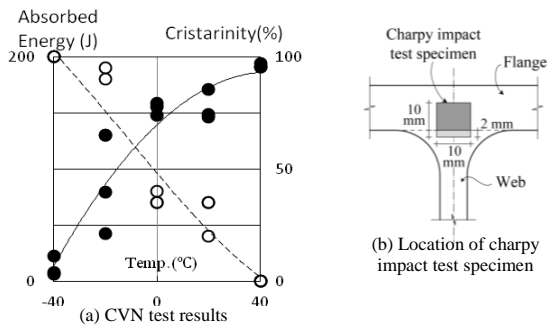 Absorbed
Energy (J)
Cristarinity(%)
200
100
50
0
Temp.(℃)
0
-40
-20
0
20
40
(a) CVN test results
Charpy impact
test specimen
Flange
10
mm
2 mm
10
mm
Web
(b) Location of charpy
impact test specimen